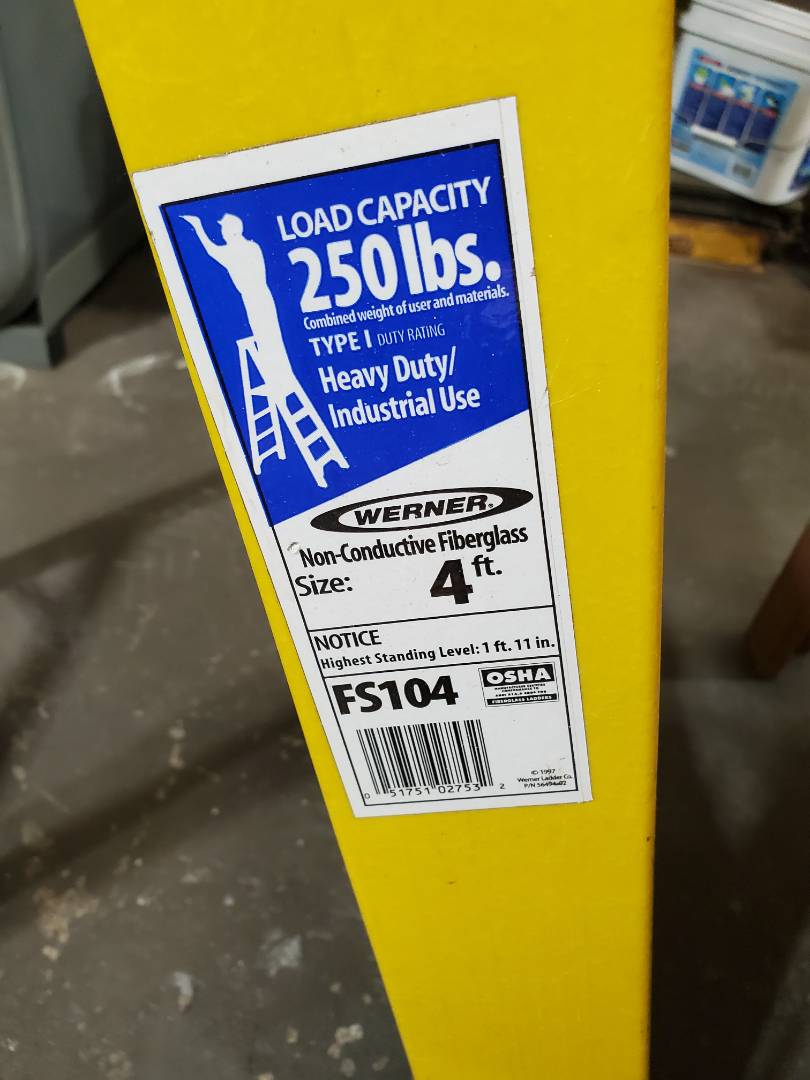 LOAD CAPACITY
250 lbs.
Combined weight of user and materials.
TYPE I DUTY RATING
Heavy Duty/
Industrial Use
WERNER
Non-Conductive Fiberglass
Size: 4 ft.
NOTICE
Highest Standing Level: 1 ft. 11 in.
FS104
OSHA
FIBERGLASS LADDERS
0 51751 02753 2
© 1997
Werner Ladder Co.